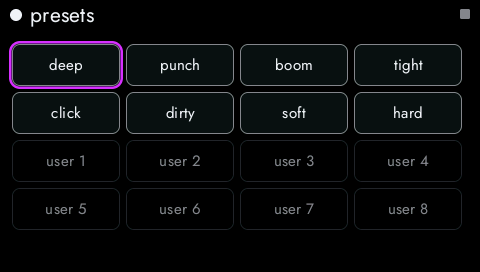 presets
deep punch boom tight
click dirty soft hard
user 1 user 2 user 3 user 4
user 5 user 6 user 7 user 8